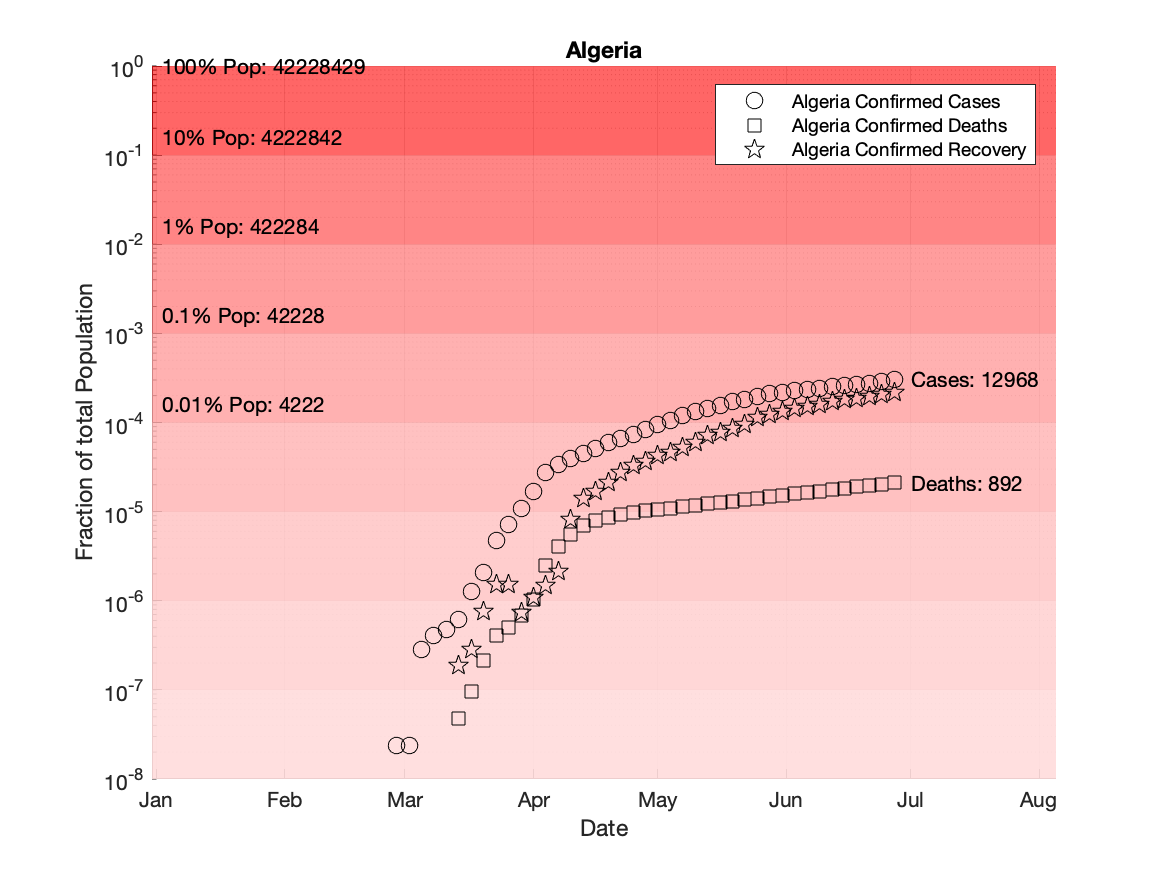 Algeria
10^0
100% Pop: 42228429
Algeria Confirmed Cases
Algeria Confirmed Deaths
Algeria Confirmed Recovery
10% Pop: 4222842
10^-1
1% Pop: 422284
10^-2
0.1% Pop: 42228
10^-3
Cases: 12968
0.01% Pop: 4222
10^-4
Deaths: 892
10^-5
10^-6
10^-7
10^-8
Fraction of total Population
Jan Feb Mar Apr May Jun Jul Aug
Date